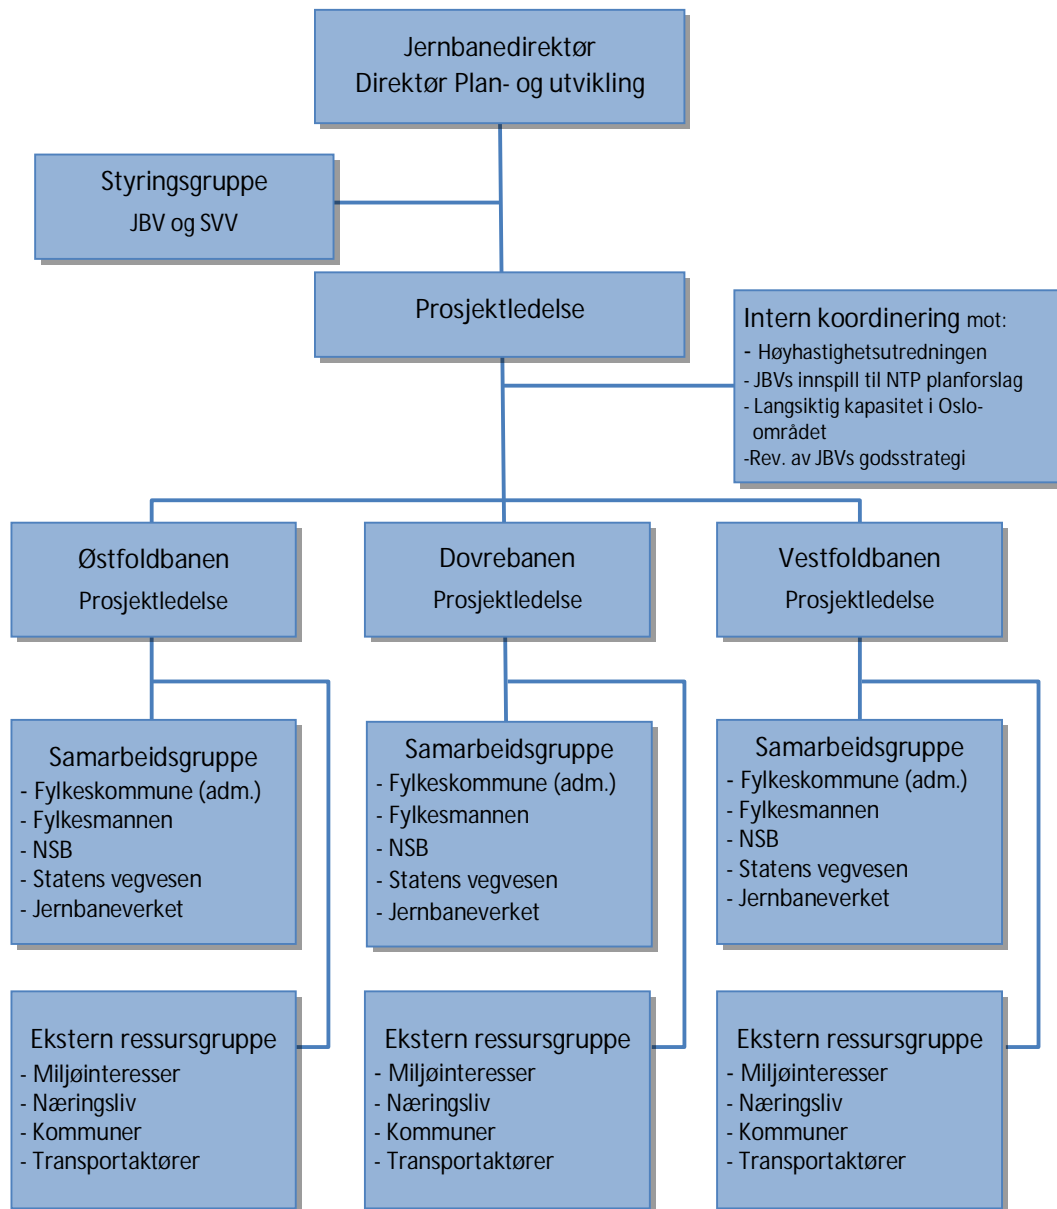 Jernbanedirektør
Direktør Plan- og utvikling
Styringsgruppe
JBV og SVV
Prosjektledelse
Intern koordinering mot:
- Høyhastighetsutredningen
- JBVs innspill til NTP planforslag
- Langsiktig kapasitet i Oslo-
området
-Rev. av JBVs godsstrategi
Østfoldbanen
Prosjektledelse
Dovrebanen
Prosjektledelse
Vestfoldbanen
Prosjektledelse
Samarbeidsgruppe
- Fylkeskommune (adm.)
- Fylkesmannen
- NSB
- Statens vegvesen
- Jernbaneverket
Samarbeidsgruppe
- Fylkeskommune (adm.)
- Fylkesmannen
- NSB
- Statens vegvesen
- Jernbaneverket
Samarbeidsgruppe
- Fylkeskommune (adm.)
- Fylkesmannen
- NSB
- Statens vegvesen
- Jernbaneverket
Ekstern ressursgruppe
- Miljøinteresser
- Næringsliv
- Kommuner
- Transportaktører
Ekstern ressursgruppe
- Miljøinteresser
- Næringsliv
- Kommuner
- Transportaktører
Ekstern ressursgruppe
- Miljøinteresser
- Næringsliv
- Kommuner
- Transportaktører